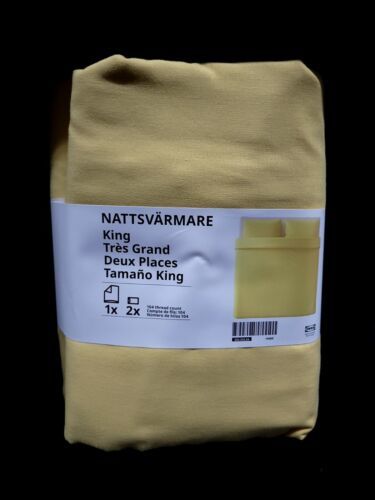 NATTSVÄRMARE
King
Très Grand
Deux Places
Tamaño King
1x 2x
104 thread count
Compte de fils: 104
Número de hilos 104
IKEA